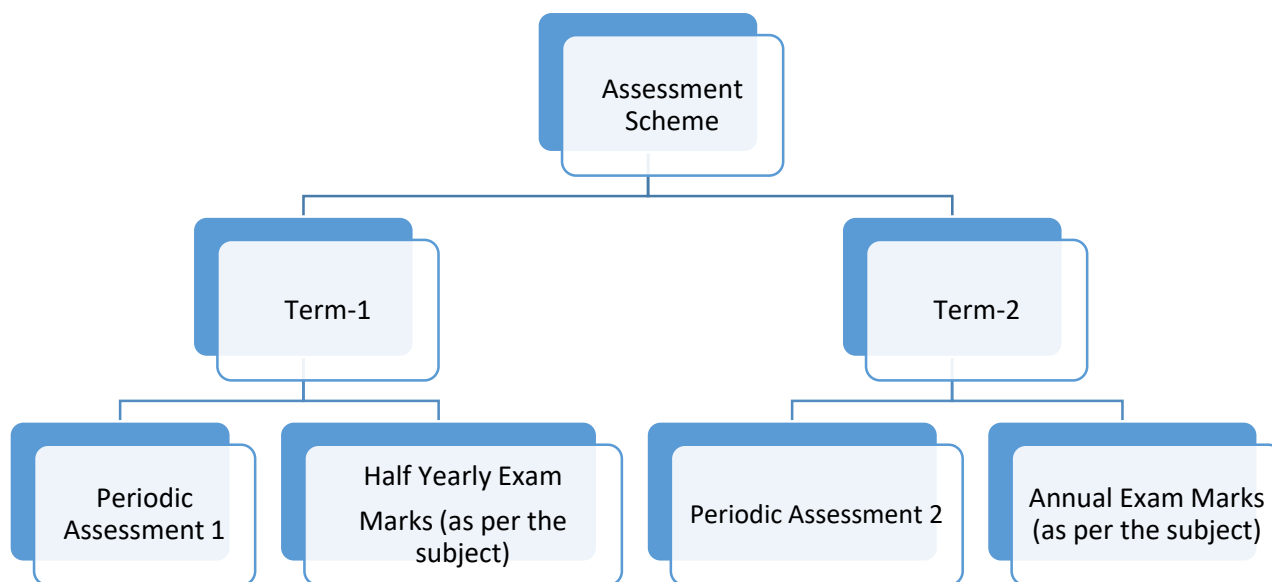 Assessment
Scheme
Term-1
Term-2
Periodic
Assessment 1
Half Yearly Exam
Marks (as per the
subject)
Periodic Assessment 2
Annual Exam Marks
(as per the subject)